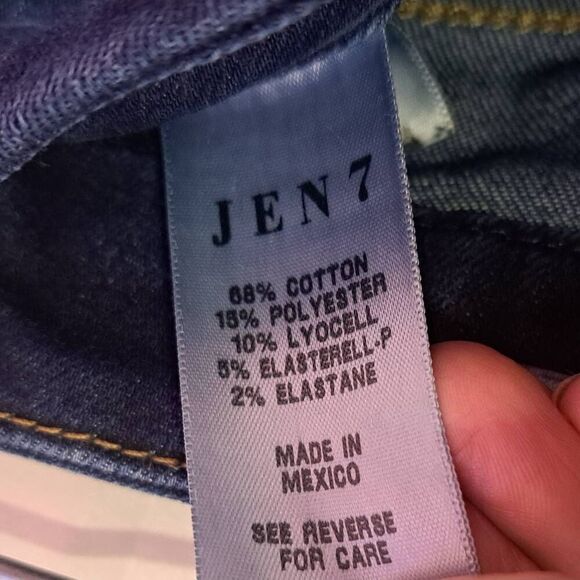 JEN7
68% COTTON
15% POLYESTER
10% LYOCELL
5% ELASTERELL-P
2% ELASTANE
MADE IN
MEXICO
SEE REVERSE
FOR CARE